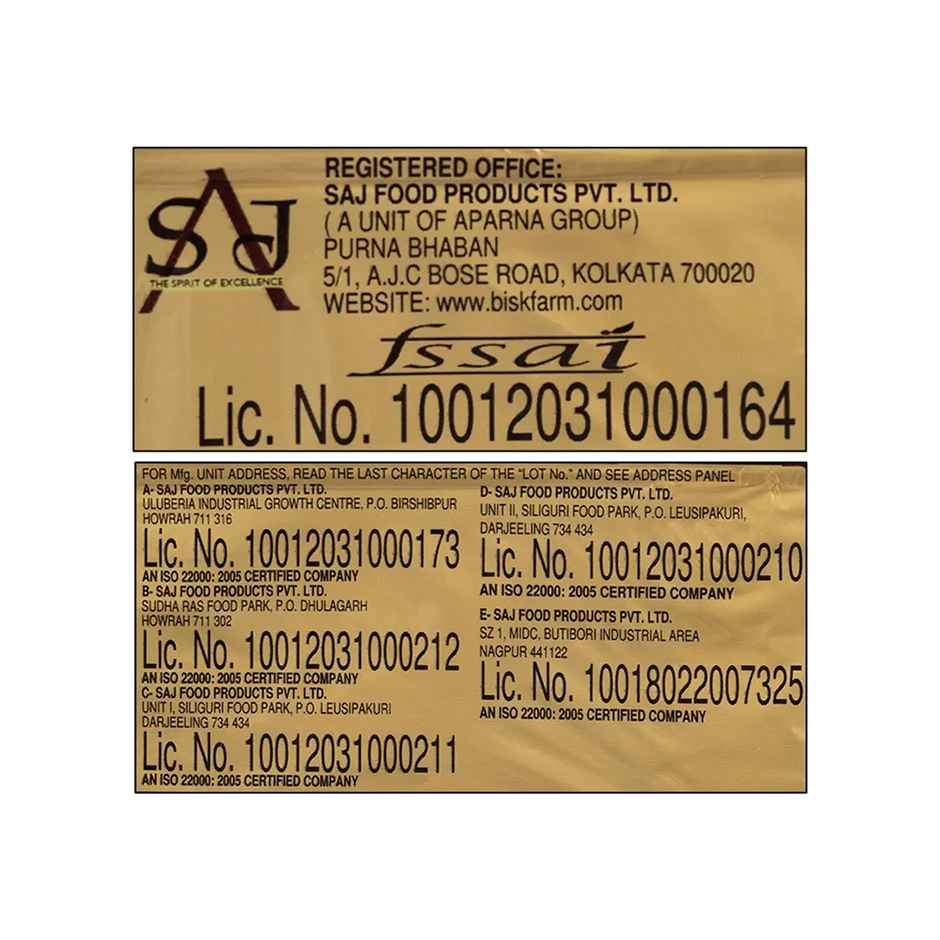 SAJ
THE SPIRIT OF EXCELLENCE
REGISTERED OFFICE:
SAJ FOOD PRODUCTS PVT. LTD.
( A UNIT OF APARNA GROUP)
PURNA BHABAN
5/1, A.J.C BOSE ROAD, KOLKATA 700020
WEBSITE: www.biskfarm.com
fssai
Lic. No. 10012031000164
FOR Mfg. UNIT ADDRESS, READ THE LAST CHARACTER OF THE "LOT No." AND SEE ADDRESS PANEL
A- SAJ FOOD PRODUCTS PVT. LTD.
ULUBERIA INDUSTRIAL GROWTH CENTRE, P.O. BIRSHIBPUR
HOWRAH 711 316
Lic. No. 10012031000173
AN ISO 22000: 2005 CERTIFIED COMPANY
B- SAJ FOOD PRODUCTS PVT. LTD.
SUDHA RAS FOOD PARK, P.O. DHULAGARH
HOWRAH 711 302
Lic. No. 10012031000212
AN ISO 22000: 2005 CERTIFIED COMPANY
C- SAJ FOOD PRODUCTS PVT. LTD.
UNIT I, SILIGURI FOOD PARK, P.O. LEUSIPAKURI
DARJEELING 734 434
Lic. No. 10012031000211
AN ISO 22000: 2005 CERTIFIED COMPANY
D- SAJ FOOD PRODUCTS PVT. LTD.
UNIT II, SILIGURI FOOD PARK, P.O. LEUSIPAKURI,
DARJEELING 734 434
Lic. No. 10012031000210
AN ISO 22000: 2005 CERTIFIED COMPANY
E- SAJ FOOD PRODUCTS PVT. LTD.
SZ 1, MIDC, BUTIBORI INDUSTRIAL AREA
NAGPUR 441122
Lic. No. 10018022007325
AN ISO 22000: 2005 CERTIFIED COMPANY